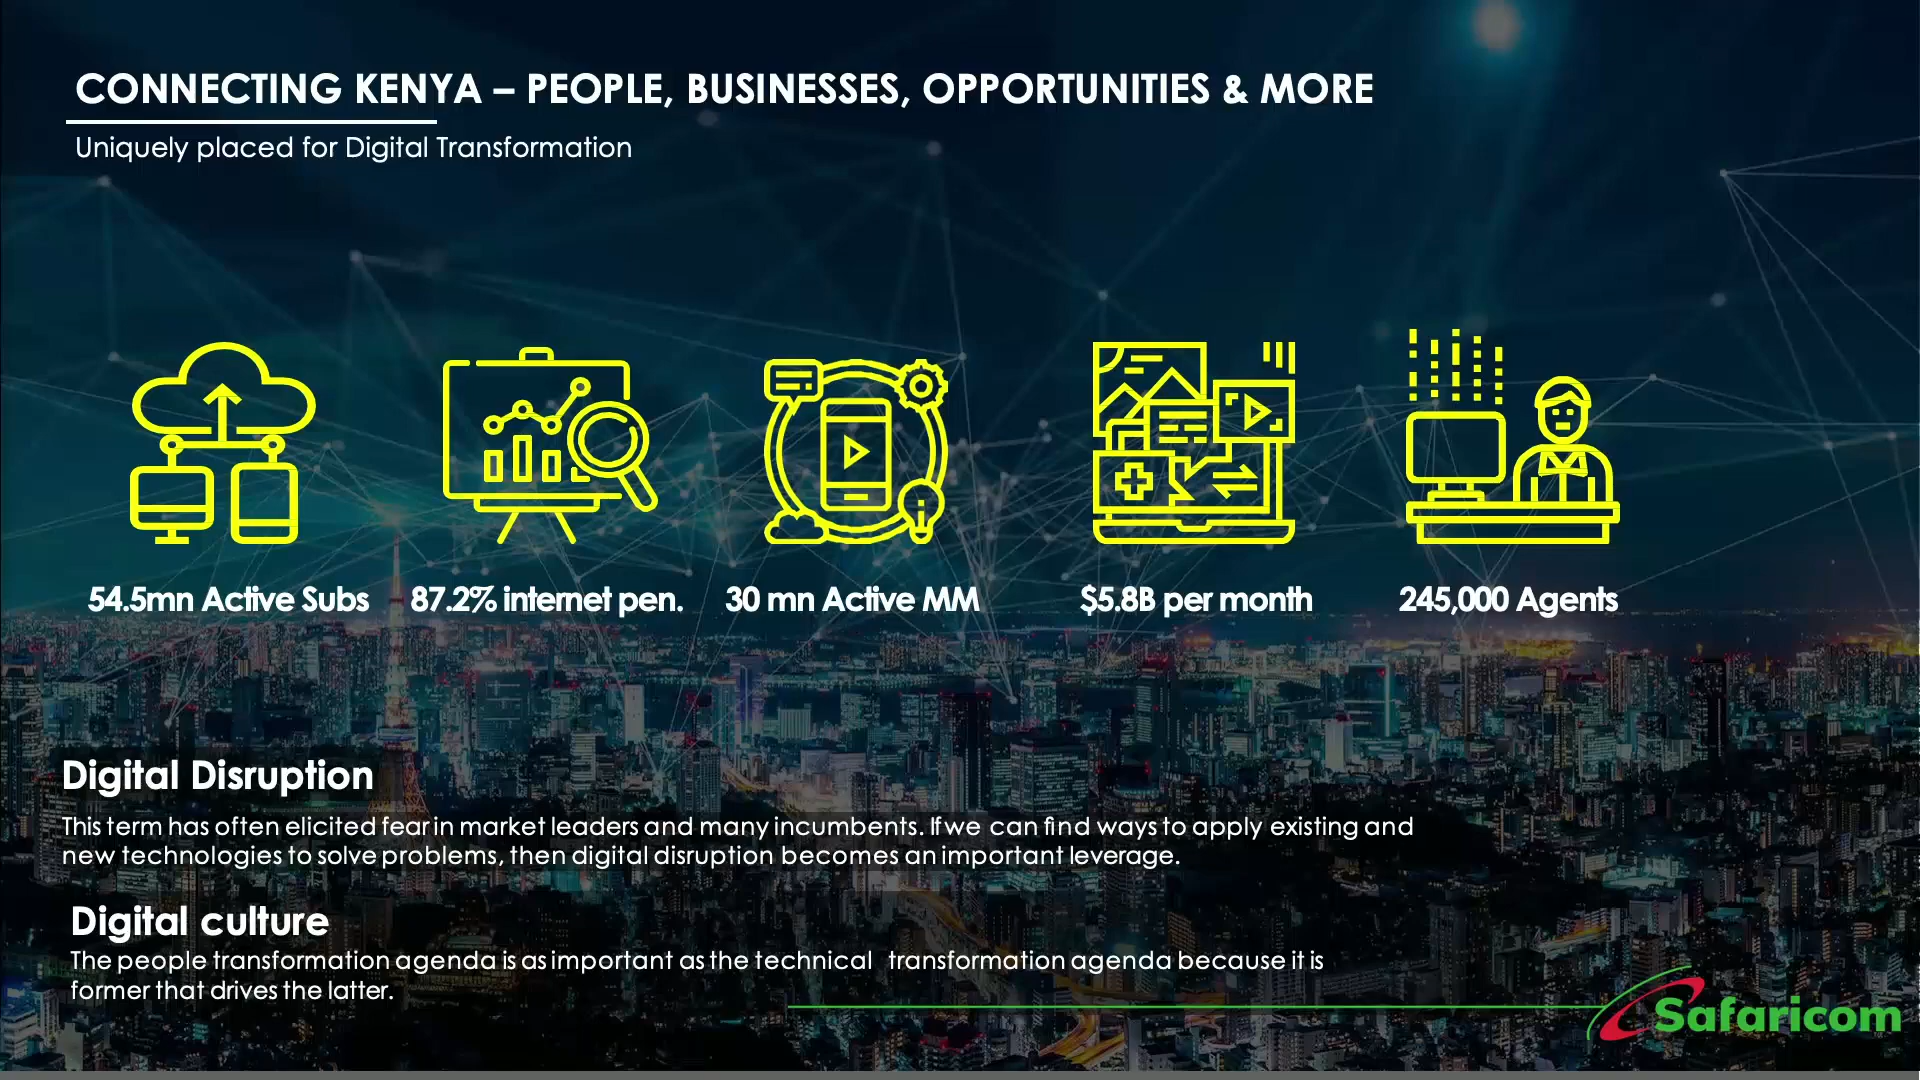 CONNECTING KENYA – PEOPLE, BUSINESSES, OPPORTUNITIES & MORE
Uniquely placed for Digital Transformation
54.5mn Active Subs
87.2% internet pen.
30 mn Active MM
$5.8B per month
245,000 Agents
Digital Disruption
This term has often elicited fear in market leaders and many incumbents. If we can find ways to apply existing and
new technologies to solve problems, then digital disruption becomes an important leverage.
Digital culture
The people transformation agenda is as important as the technical transformation agenda because it is
former that drives the latter.
Safaricom